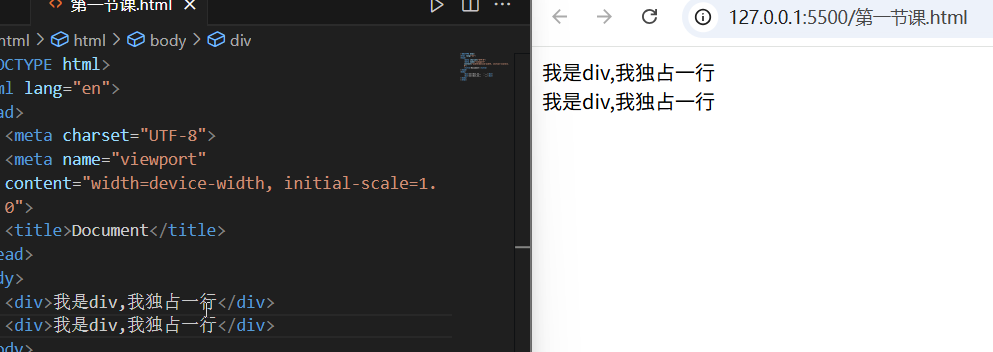 第一节课.html
html > html > body > div
OCTYPE html>
ml lang="en">
ad>
<meta charset="UTF-8">
<meta name="viewport"
content="width=device-width, initial-scale=1.
0">
<title>Document</title>
ead>
dy>
<div>我是div,我独占一行</div>
<div>我是div,我独占一行</div>
body>
127.0.0.1:5500/第一节课.html
我是div,我独占一行
我是div,我独占一行